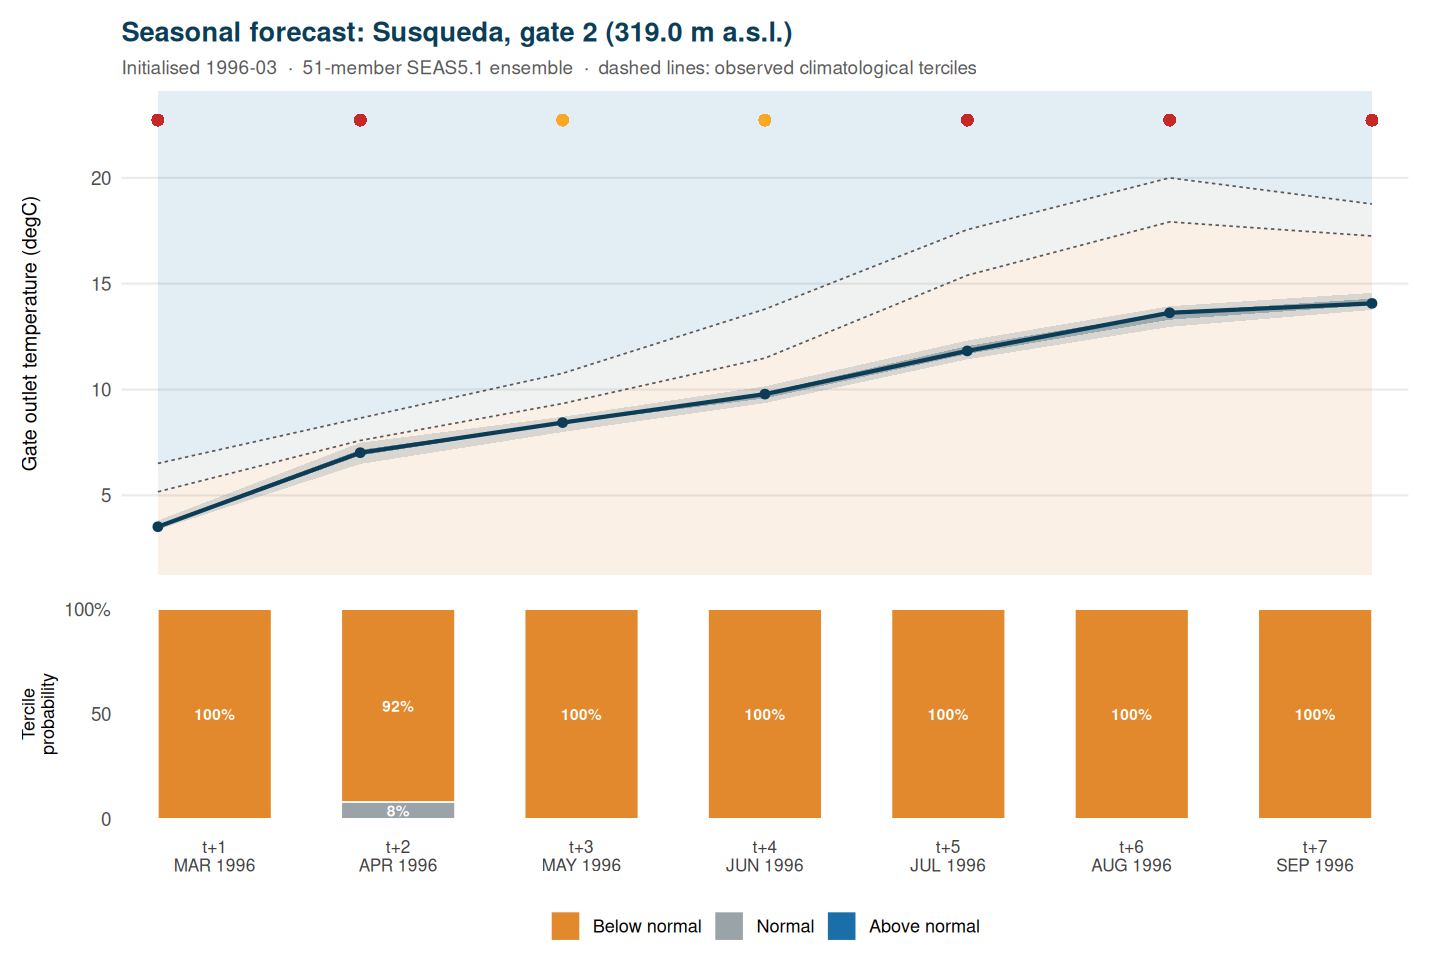 Seasonal forecast: Susqueda, gate 2 (319.0 m a.s.l.)
Initialised 1996-03 · 51-member SEAS5.1 ensemble · dashed lines: observed climatological terciles
Gate outlet temperature (degC)
20
15
10
5
Tercile
probability
100%
50
0
100%
92%
8%
100%
100%
100%
100%
100%
t+1
MAR 1996
t+2
APR 1996
t+3
MAY 1996
t+4
JUN 1996
t+5
JUL 1996
t+6
AUG 1996
t+7
SEP 1996
Below normal
Normal
Above normal